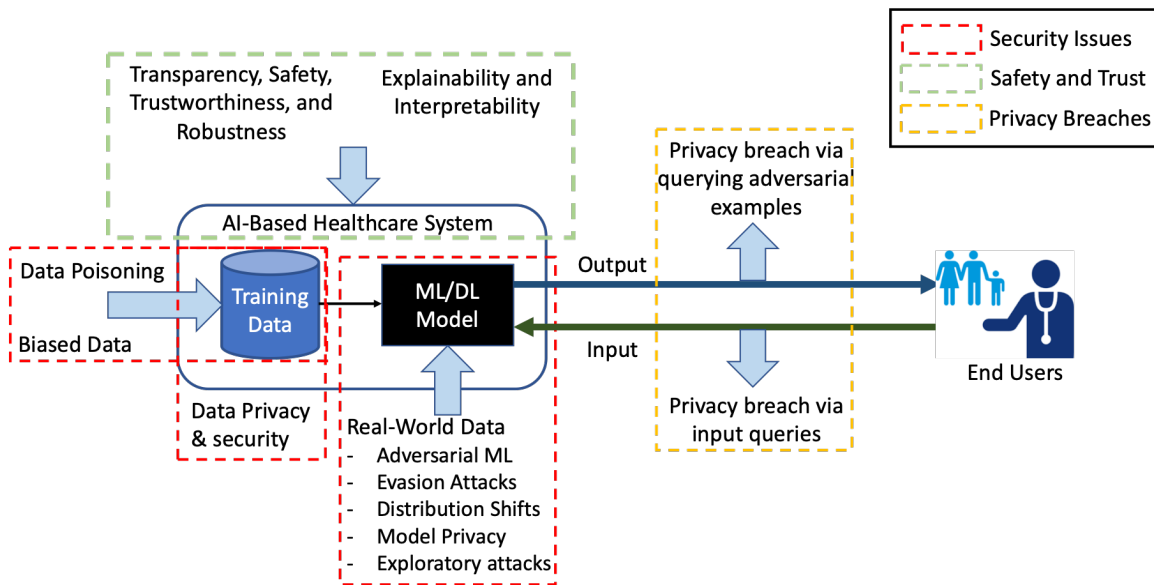 Security Issues
Safety and Trust
Privacy Breaches
Transparency, Safety,
Trustworthiness, and
Robustness
Explainability and
Interpretability
Privacy breach via
querying adversarial
examples
AI-Based Healthcare System
Data Poisoning
Training
Data
Biased Data
ML/DL
Model
Output
Input
End Users
Data Privacy
& security
Real-World Data
- Adversarial ML
- Evasion Attacks
- Distribution Shifts
- Model Privacy
- Exploratory attacks
Privacy breach via
input queries